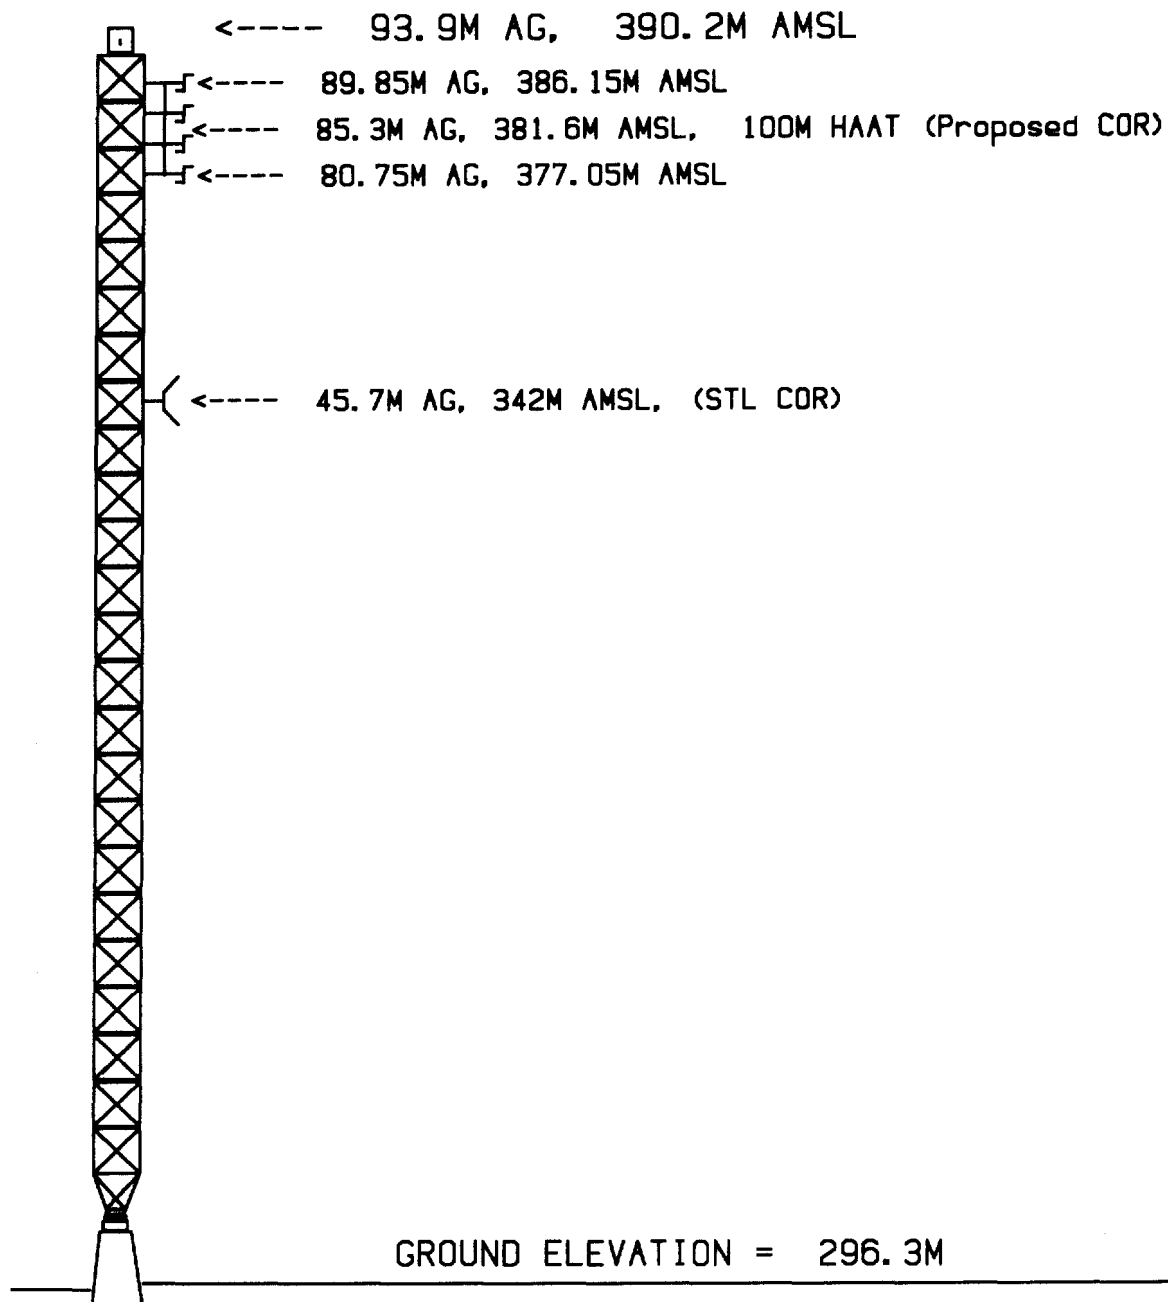 <---- 93.9M AG, 390.2M AMSL
<---- 89.85M AG, 386.15M AMSL
<---- 85.3M AG, 381.6M AMSL, 100M HAAT (Proposed COR)
<---- 80.75M AG, 377.05M AMSL
<---- 45.7M AG, 342M AMSL, (STL COR)
GROUND ELEVATION = 296.3M